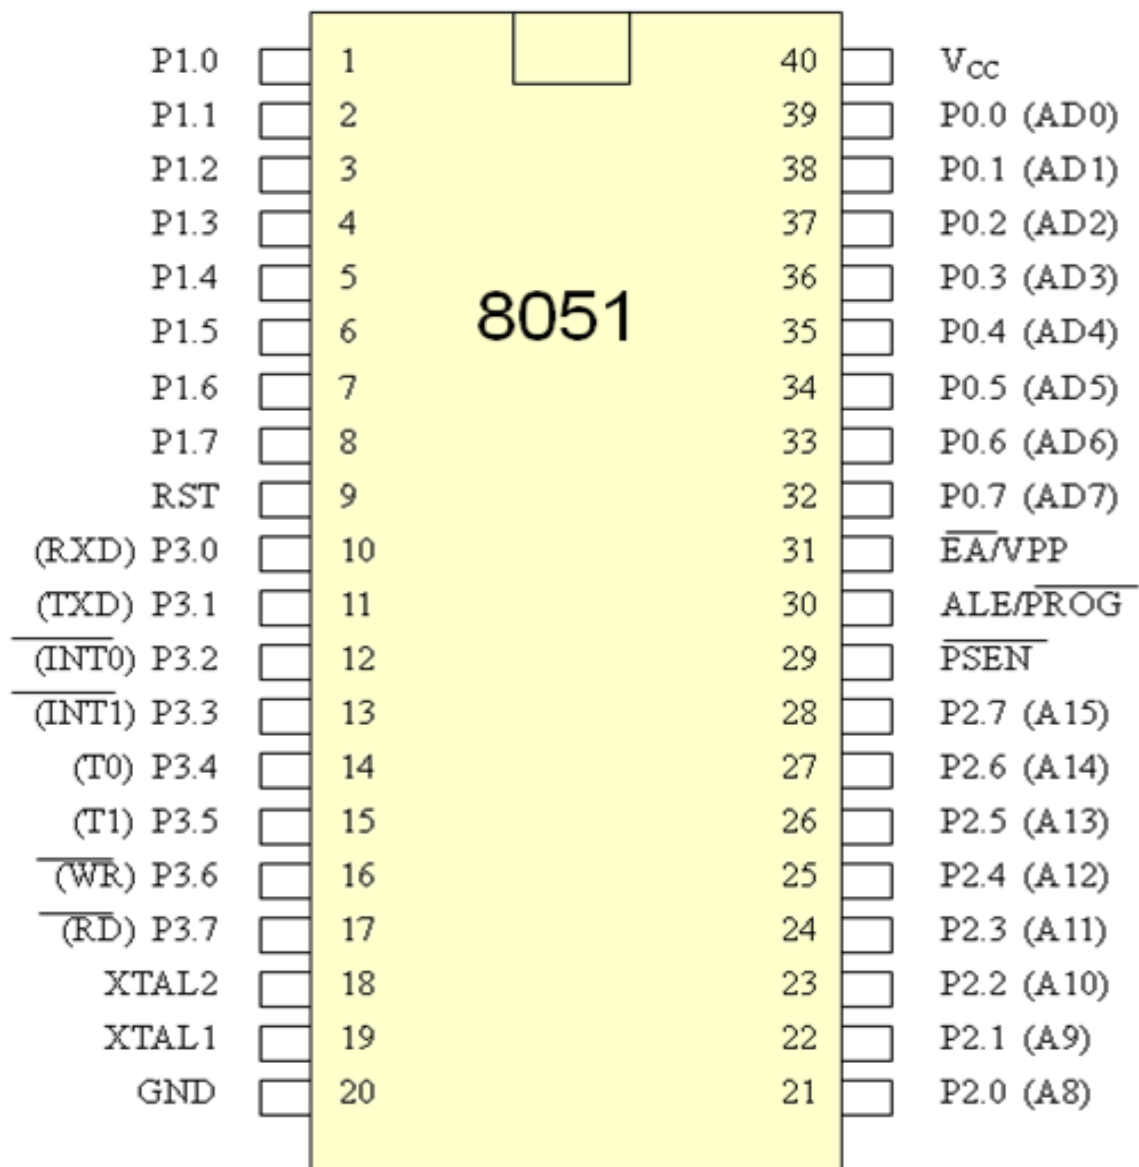 P1.0 1 40 VCC
P1.1 2 39 P0.0 (AD0)
P1.2 3 38 P0.1 (AD1)
P1.3 4 37 P0.2 (AD2)
P1.4 5 36 P0.3 (AD3)
8051
P1.5 6 35 P0.4 (AD4)
P1.6 7 34 P0.5 (AD5)
P1.7 8 33 P0.6 (AD6)
RST 9 32 P0.7 (AD7)
(RXD) P3.0 10 31 EA/VPP
(TXD) P3.1 11 30 ALE/PROG
(INT0) P3.2 12 29 PSEN
(INT1) P3.3 13 28 P2.7 (A15)
(T0) P3.4 14 27 P2.6 (A14)
(T1) P3.5 15 26 P2.5 (A13)
(WR) P3.6 16 25 P2.4 (A12)
(RD) P3.7 17 24 P2.3 (A11)
XTAL2 18 23 P2.2 (A10)
XTAL1 19 22 P2.1 (A9)
GND 20 21 P2.0 (A8)